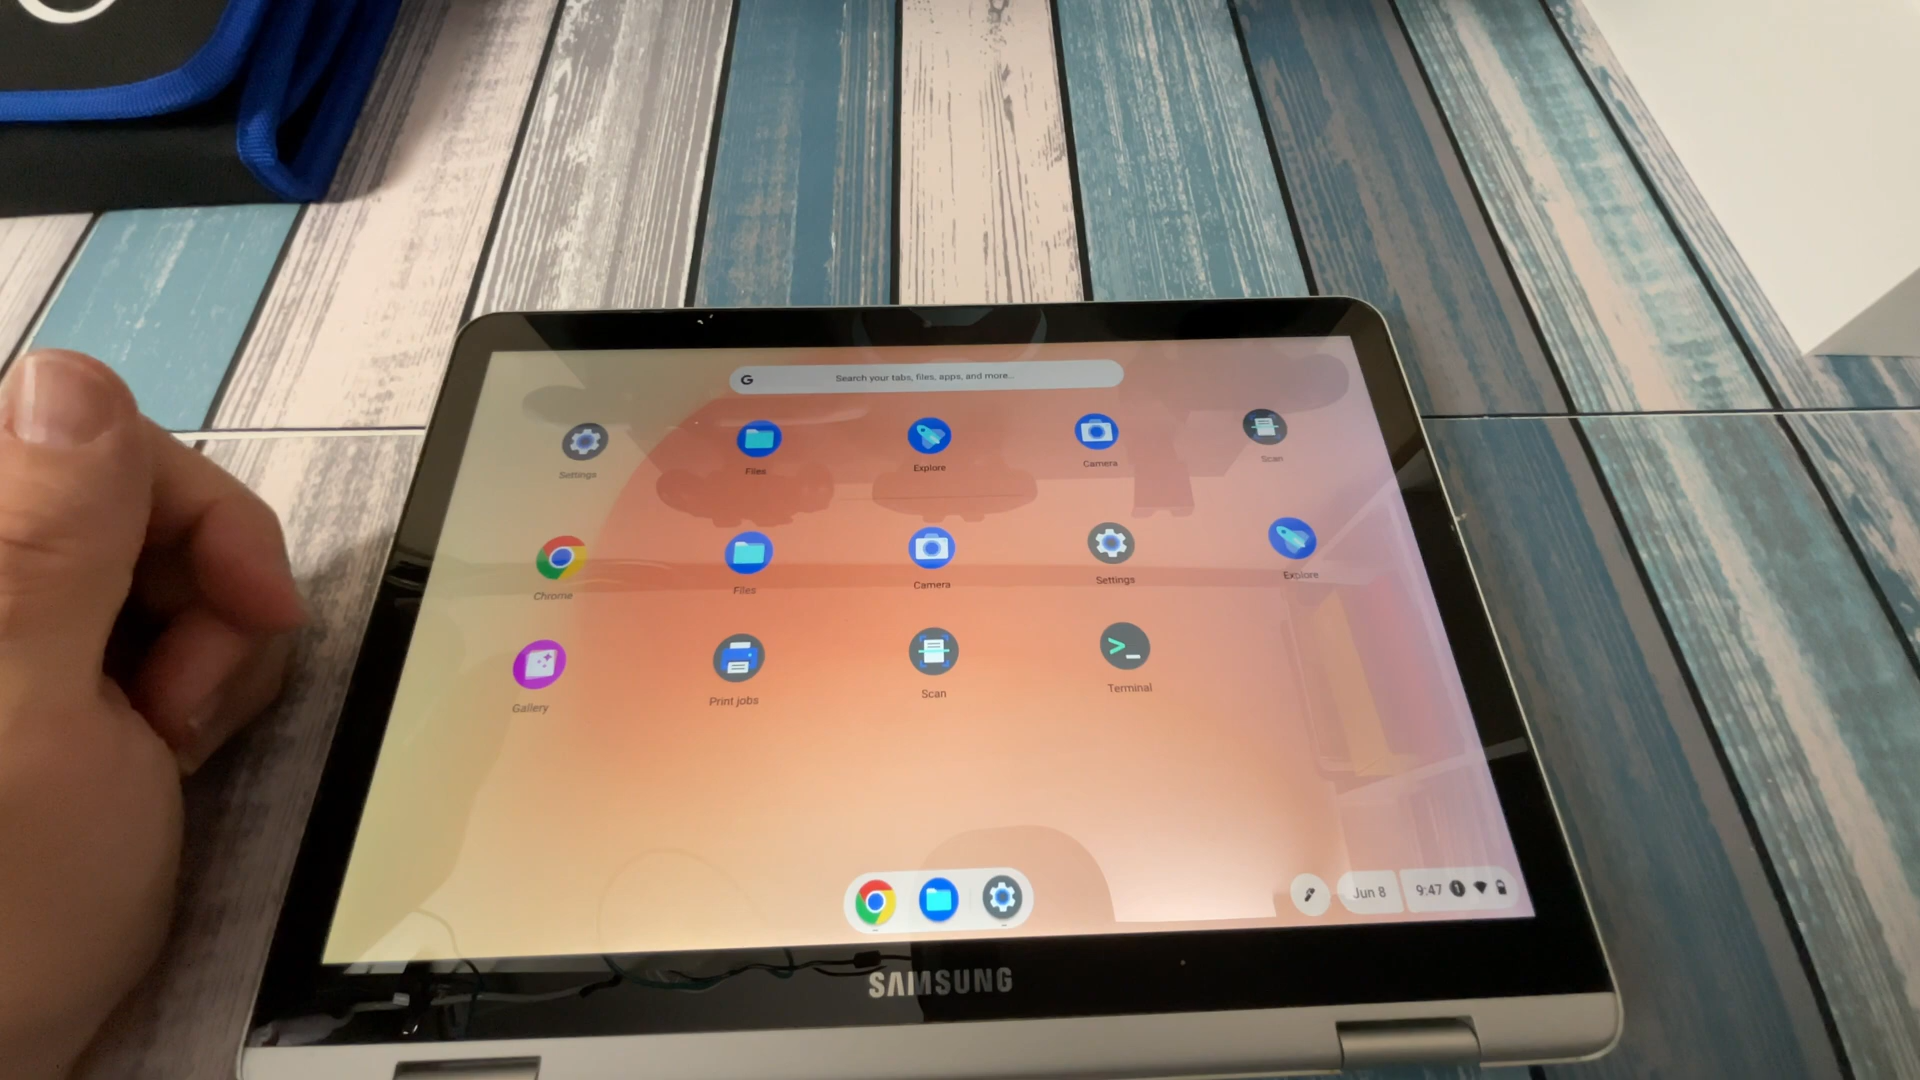 G Search your tabs, files, apps, and more...
Settings Files Explore Camera Scan
Chrome Files Camera Settings Explore
Gallery Print jobs Scan Terminal
Jun 8 9:47 1
SAMSUNG